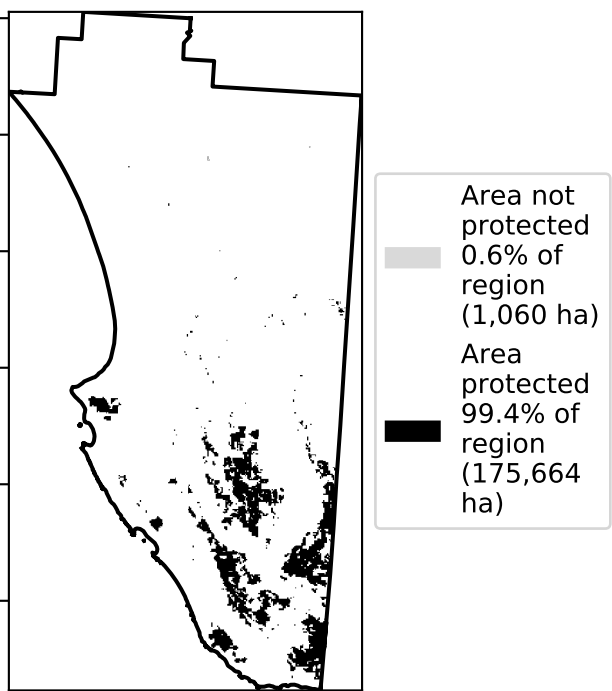 Area not
protected
0.6% of
region
(1,060 ha)
Area
protected
99.4% of
region
(175,664
ha)